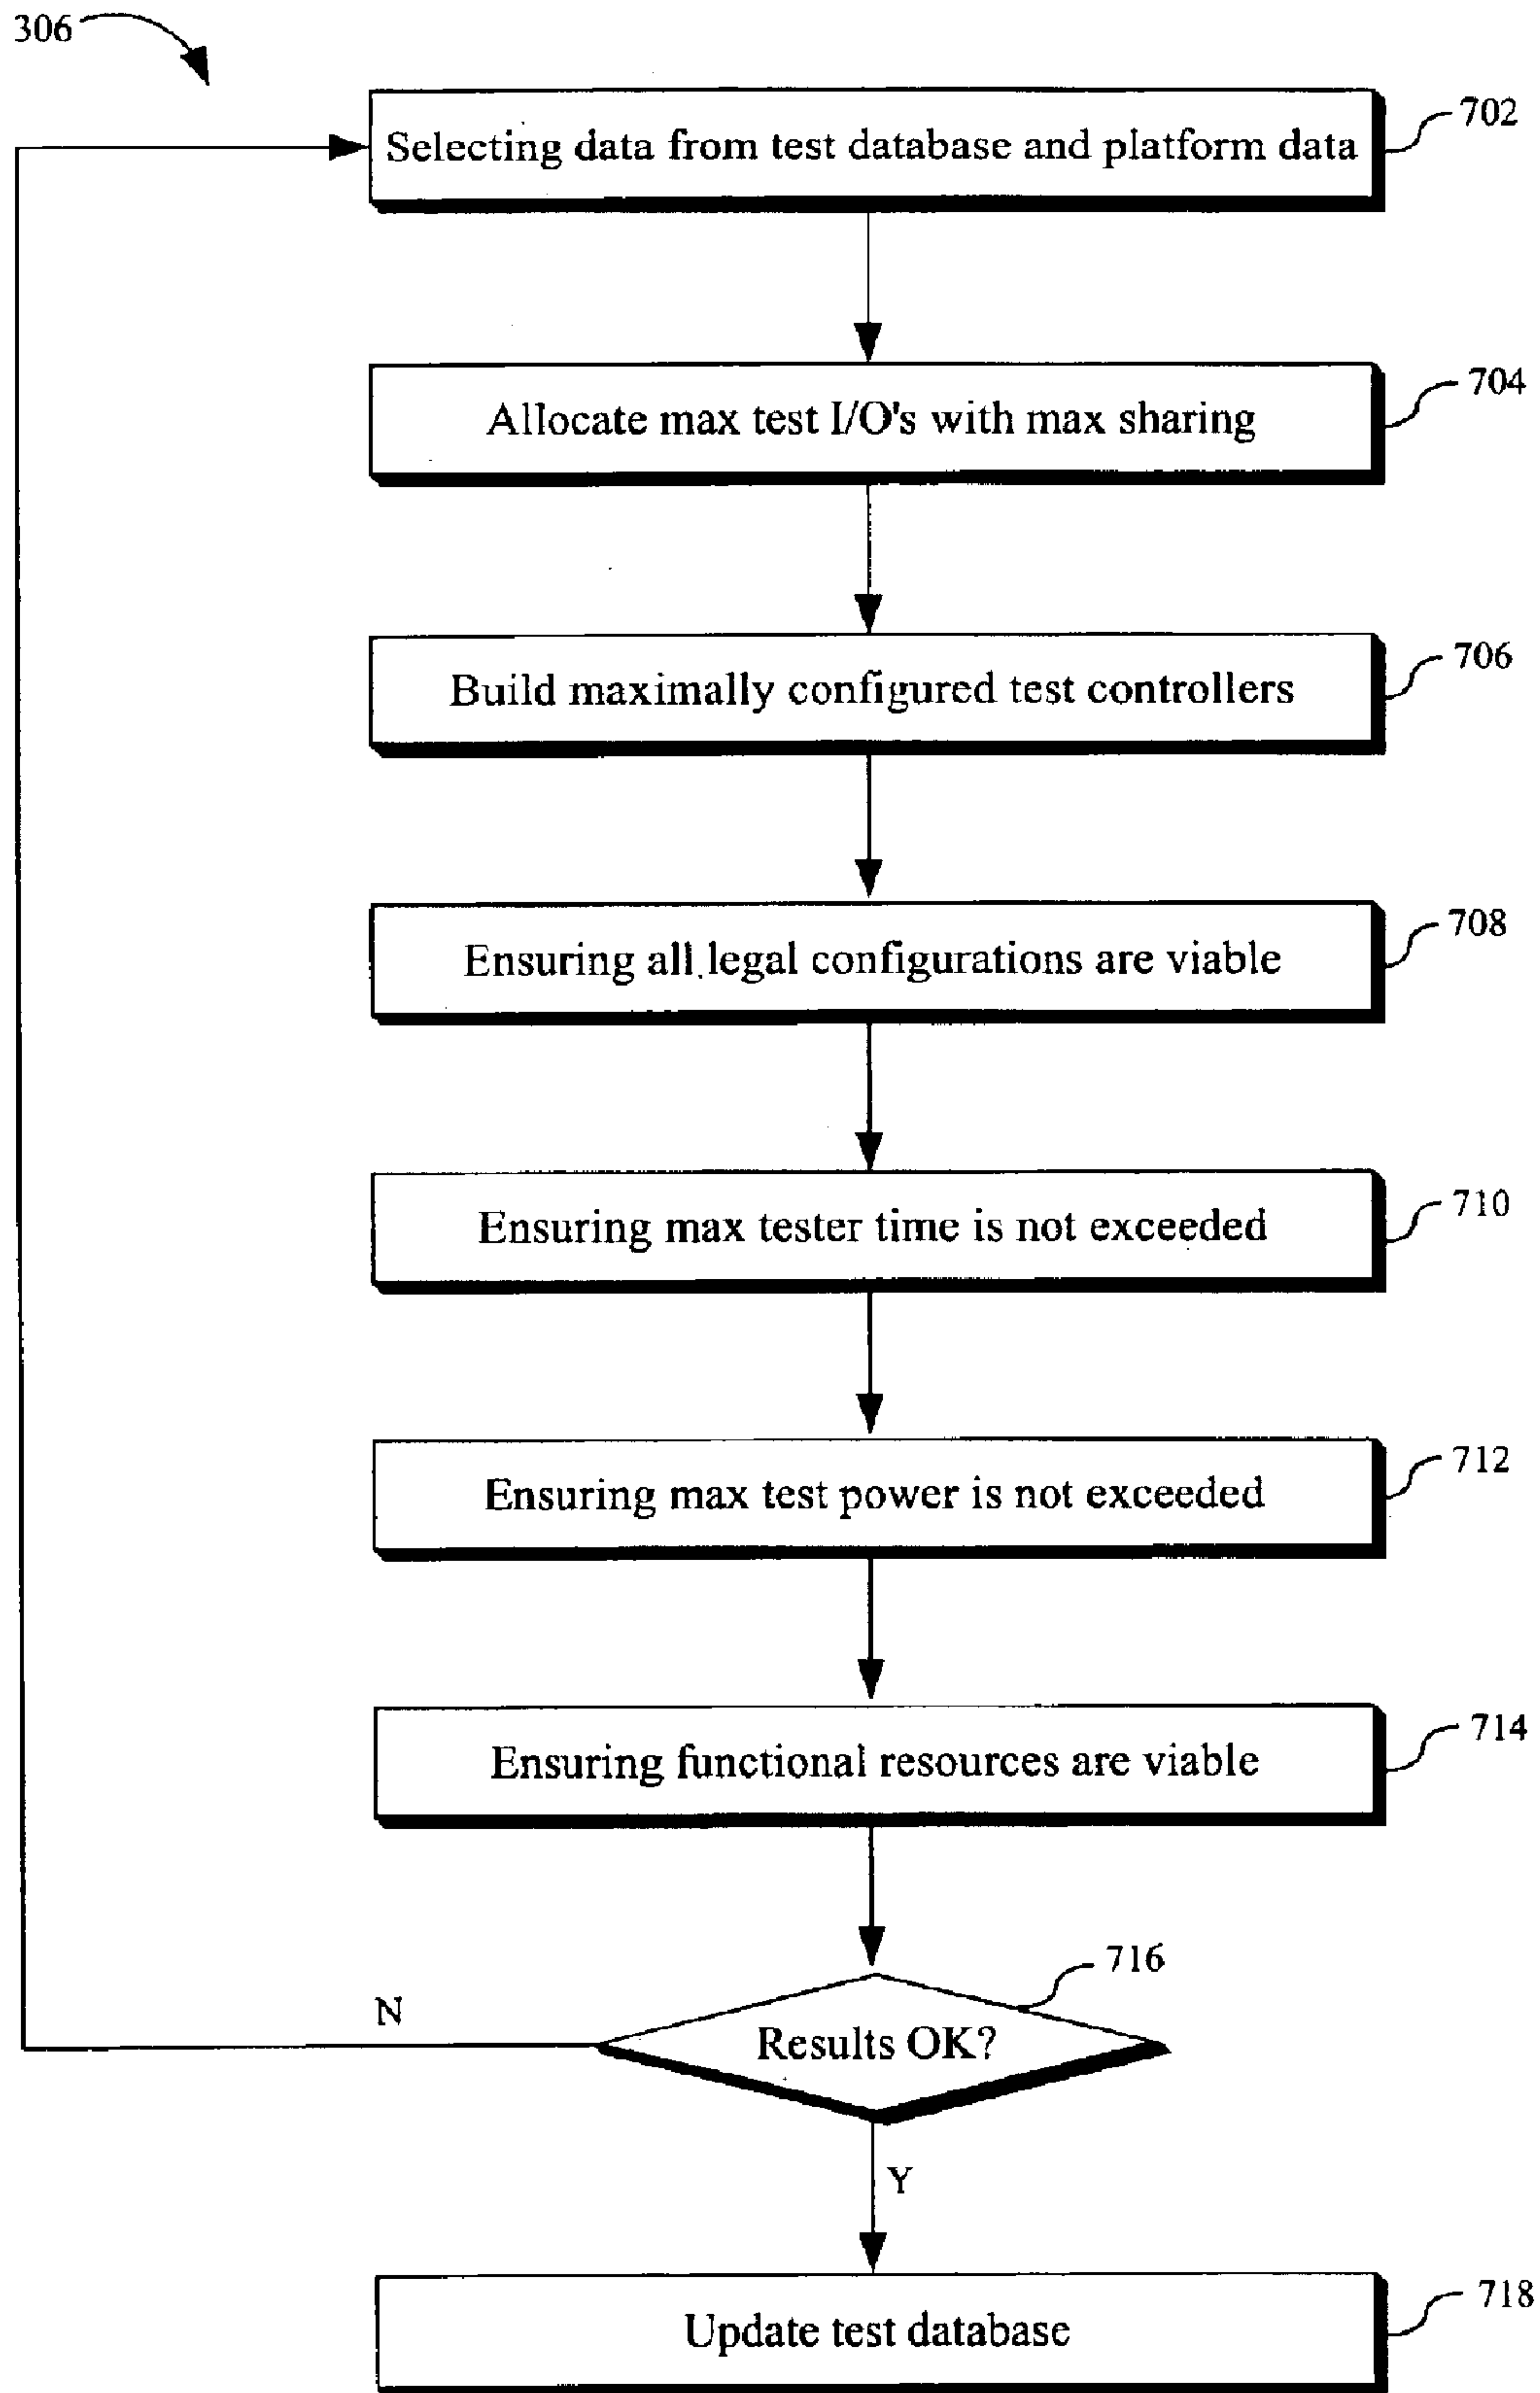 306
Selecting data from test database and platform data
702
Allocate max test I/O's with max sharing
704
Build maximally configured test controllers
706
Ensuring all legal configurations are viable
708
Ensuring max tester time is not exceeded
710
Ensuring max test power is not exceeded
712
Ensuring functional resources are viable
714
716
N
Results OK?
Y
Update test database
718